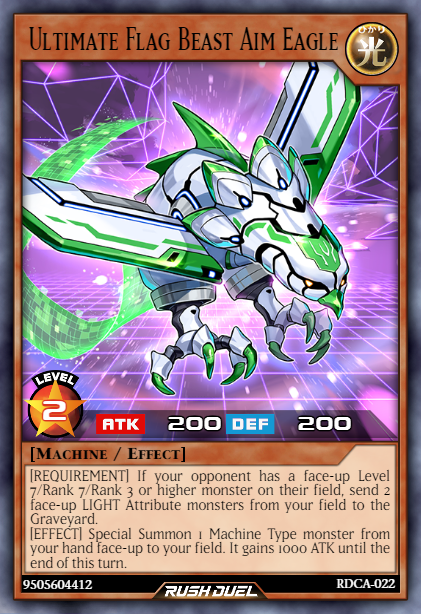 Ultimate Flag Beast Aim Eagle
ひかり
光
LEVEL
2
ATK 200 DEF 200
[Machine / Effect]
[REQUIREMENT] If your opponent has a face-up Level
7/Rank 7/Rank 3 or higher monster on their field, send 2
face-up LIGHT Attribute monsters from your field to the
Graveyard.
[EFFECT] Special Summon 1 Machine Type monster from
your hand face-up to your field. It gains 1000 ATK until the
end of this turn.
9505604412
RUSH DUEL
RDCA-022